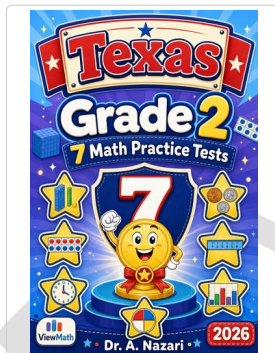 Texas
Grade 2
7 Math Practice Tests
7
ViewMath
Dr. A. Nazari
2026